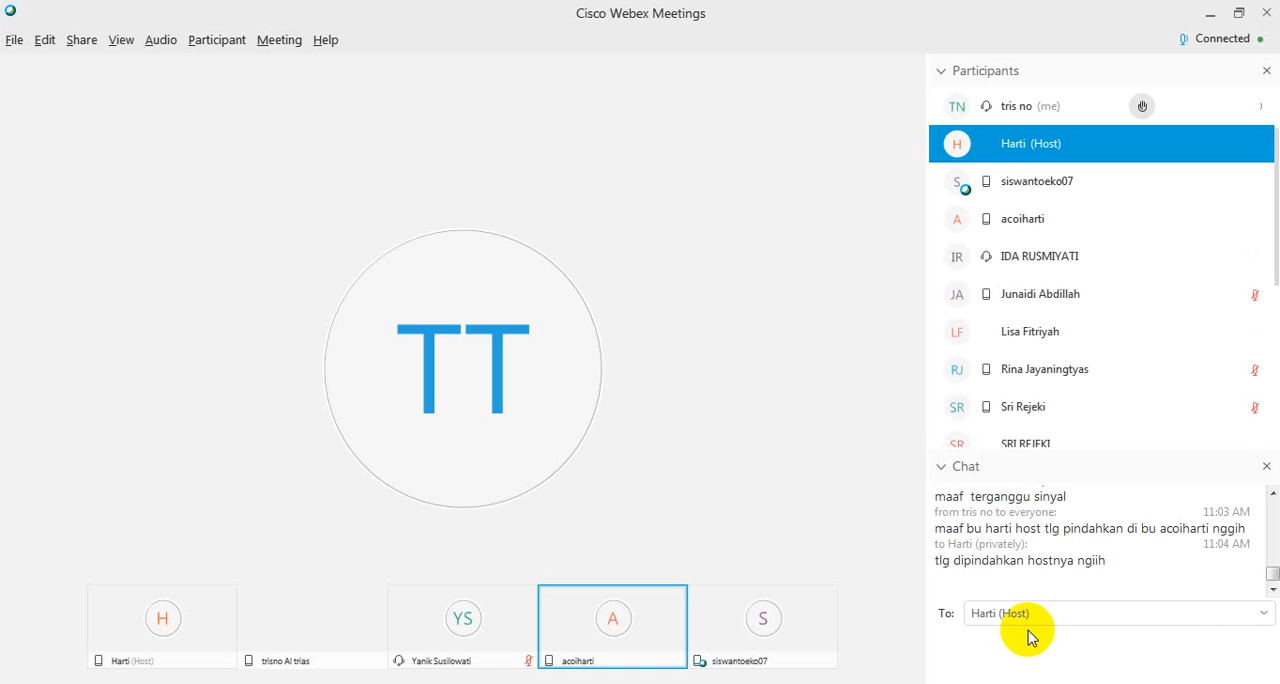 Cisco Webex Meetings
File Edit Share View Audio Participant Meeting Help
Connected
Participants
TN tris no (me)
H Harti (Host)
S siswantoeko07
A acoiharti
IR IDA RUSMIYATI
JA Junaidi Abdillah
LF Lisa Fitriyah
RJ Rina Jayaningtyas
SR Sri Rejeki
SR SRI REJEKI
TT
Chat
maaf terganggu sinyal
from tris no to everyone: 11:03 AM
maaf bu harti host tlg pindahkan di bu acoiharti nggih
to Harti (privately): 11:04 AM
tlg dipindahkan hostnya ngiih
To: Harti (Host)
H YS A S
Harti (Host) trisno Al trias Yanik Susilowati acoiharti siswantoeko07